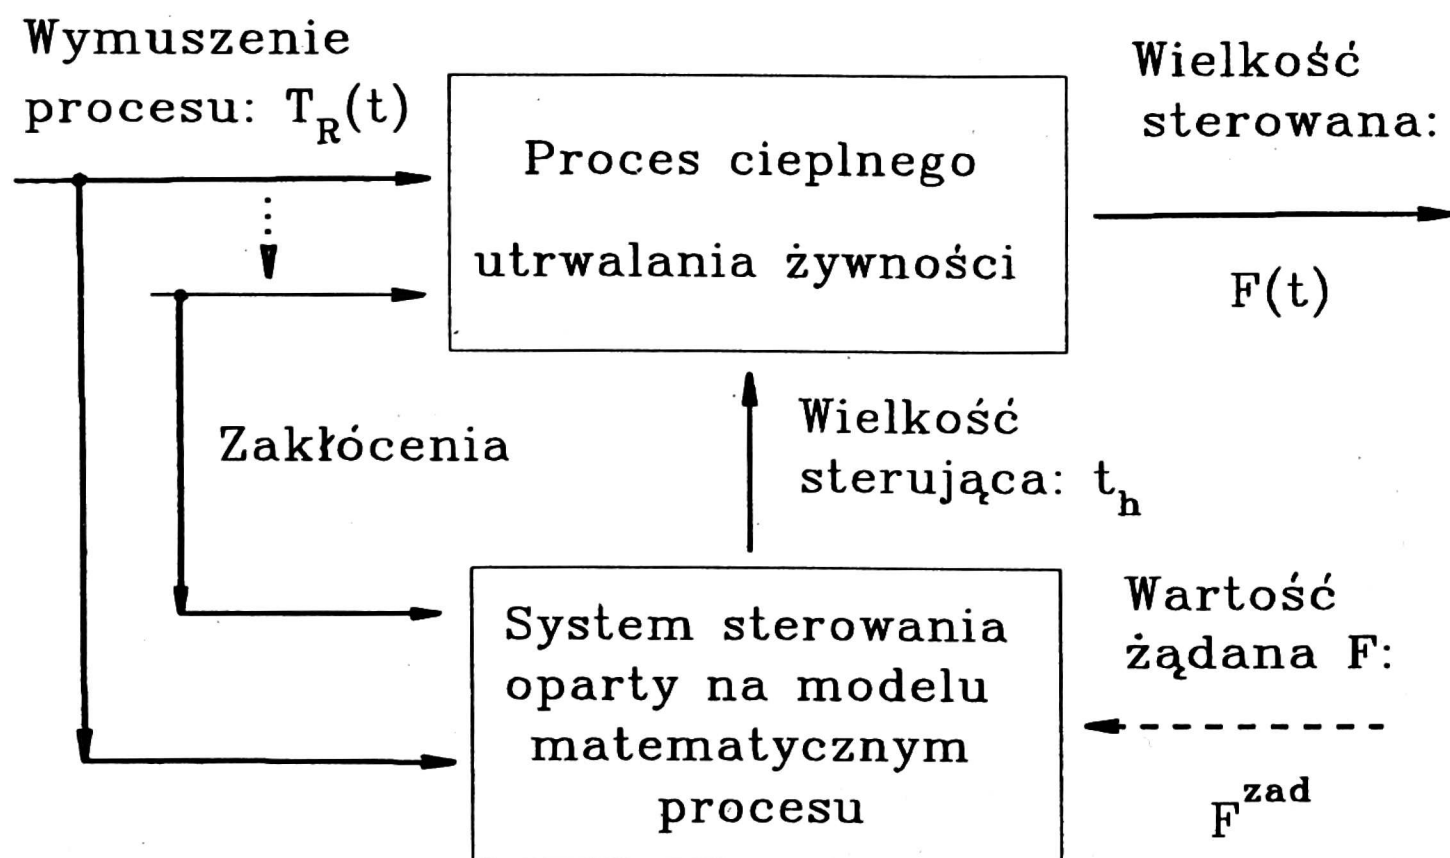 Wymuszenie
procesu: T_R(t)
Proces cieplnego
utrwalania żywności
Wielkość
sterowana:
F(t)
Zakłócenia
Wielkość
sterująca: t_h
System sterowania
oparty na modelu
matematycznym
procesu
Wartość
żądana F:
F^zad